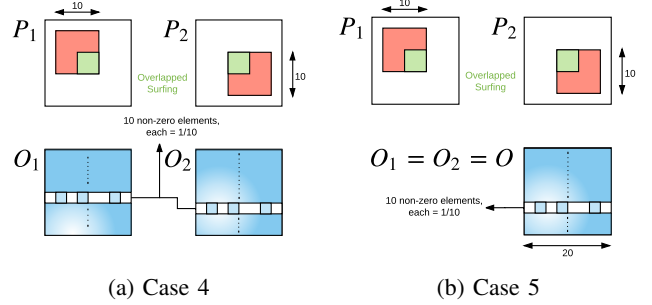 10
P1 P2
Overlapped
Surfing
10
10 non-zero elements,
each = 1/10
O1 O2
(a) Case 4
10
P1 P2
Overlapped
Surfing
10
O1 = O2 = O
10 non-zero elements,
each = 1/10
20
(b) Case 5